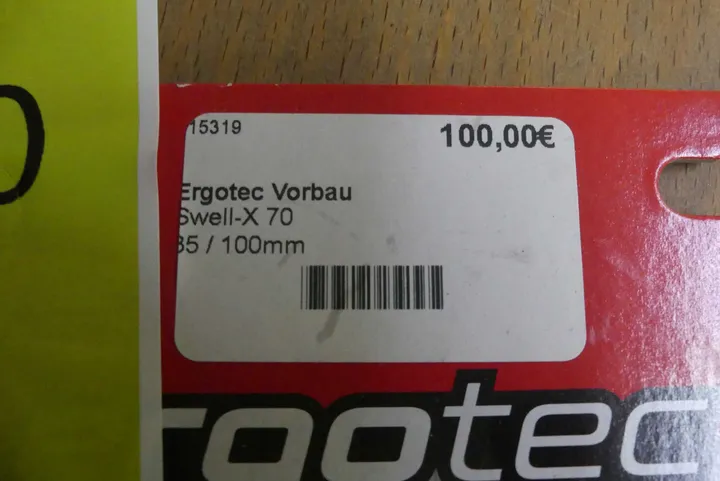 15319
100,00€
Ergotec Vorbau
Swell-X 70
35 / 100mm
rgotec